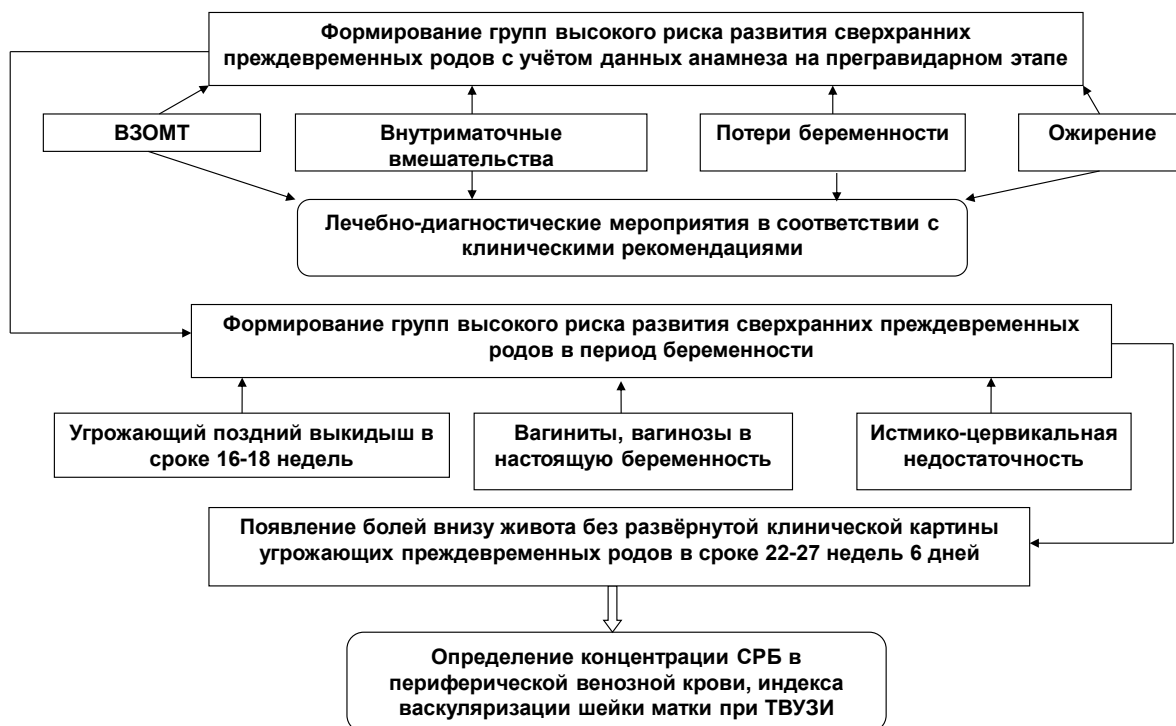 Формирование групп высокого риска развития сверхранних
преждевременных родов с учётом данных анамнеза на прегравидарном этапе
ВЗОМТ
Внутриматочные
вмешательства
Потери беременности
Ожирение
Лечебно-диагностические мероприятия в соответствии с
клиническими рекомендациями
Формирование групп высокого риска развития сверхранних преждевременных
родов в период беременности
Угрожающий поздний выкидыш в
сроке 16-18 недель
Вагиниты, вагинозы в
настоящую беременность
Истмико-цервикальная
недостаточность
Появление болей внизу живота без развёрнутой клинической картины
угрожающих преждевременных родов в сроке 22-27 недель 6 дней
Определение концентрации СРБ в
периферической венозной крови, индекса
васкуляризации шейки матки при ТВУЗИ